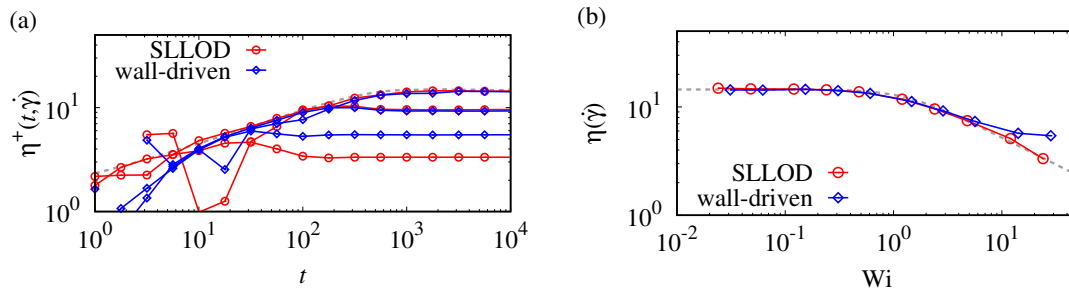 (a)
SLLOD
wall-driven
η⁺(t,γ̇)
10¹
10⁰
10⁰ 10¹ 10² 10³ 10⁴
t
(b)
SLLOD
wall-driven
η(γ̇)
10¹
10⁰
10⁻² 10⁻¹ 10⁰ 10¹
Wi